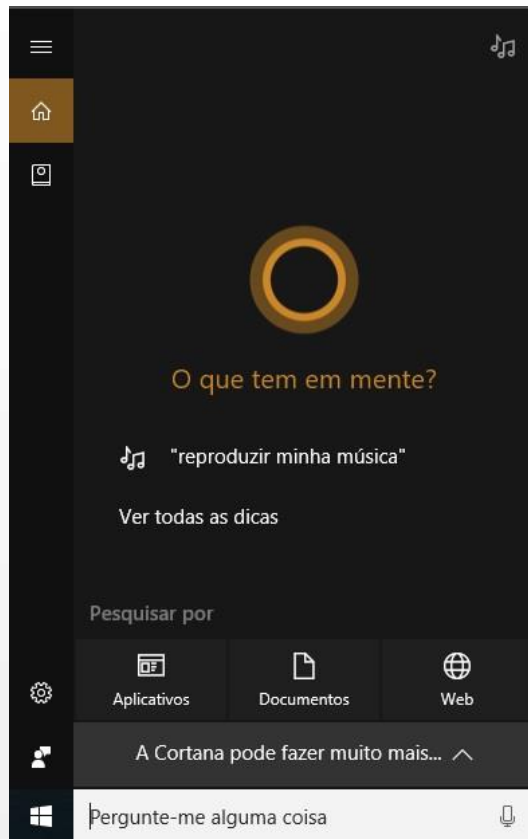 O que tem em mente?
"reproduzir minha música"
Ver todas as dicas
Pesquisar por
Aplicativos
Documentos
Web
A Cortana pode fazer muito mais...
Pergunte-me alguma coisa